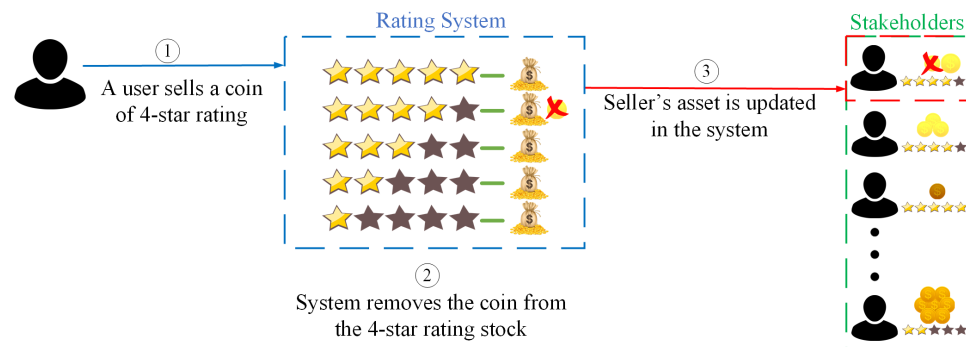 Rating System
Stakeholders
1
A user sells a coin
of 4-star rating
3
Seller's asset is updated
in the system
2
System removes the coin from
the 4-star rating stock
$
$
$
$
$